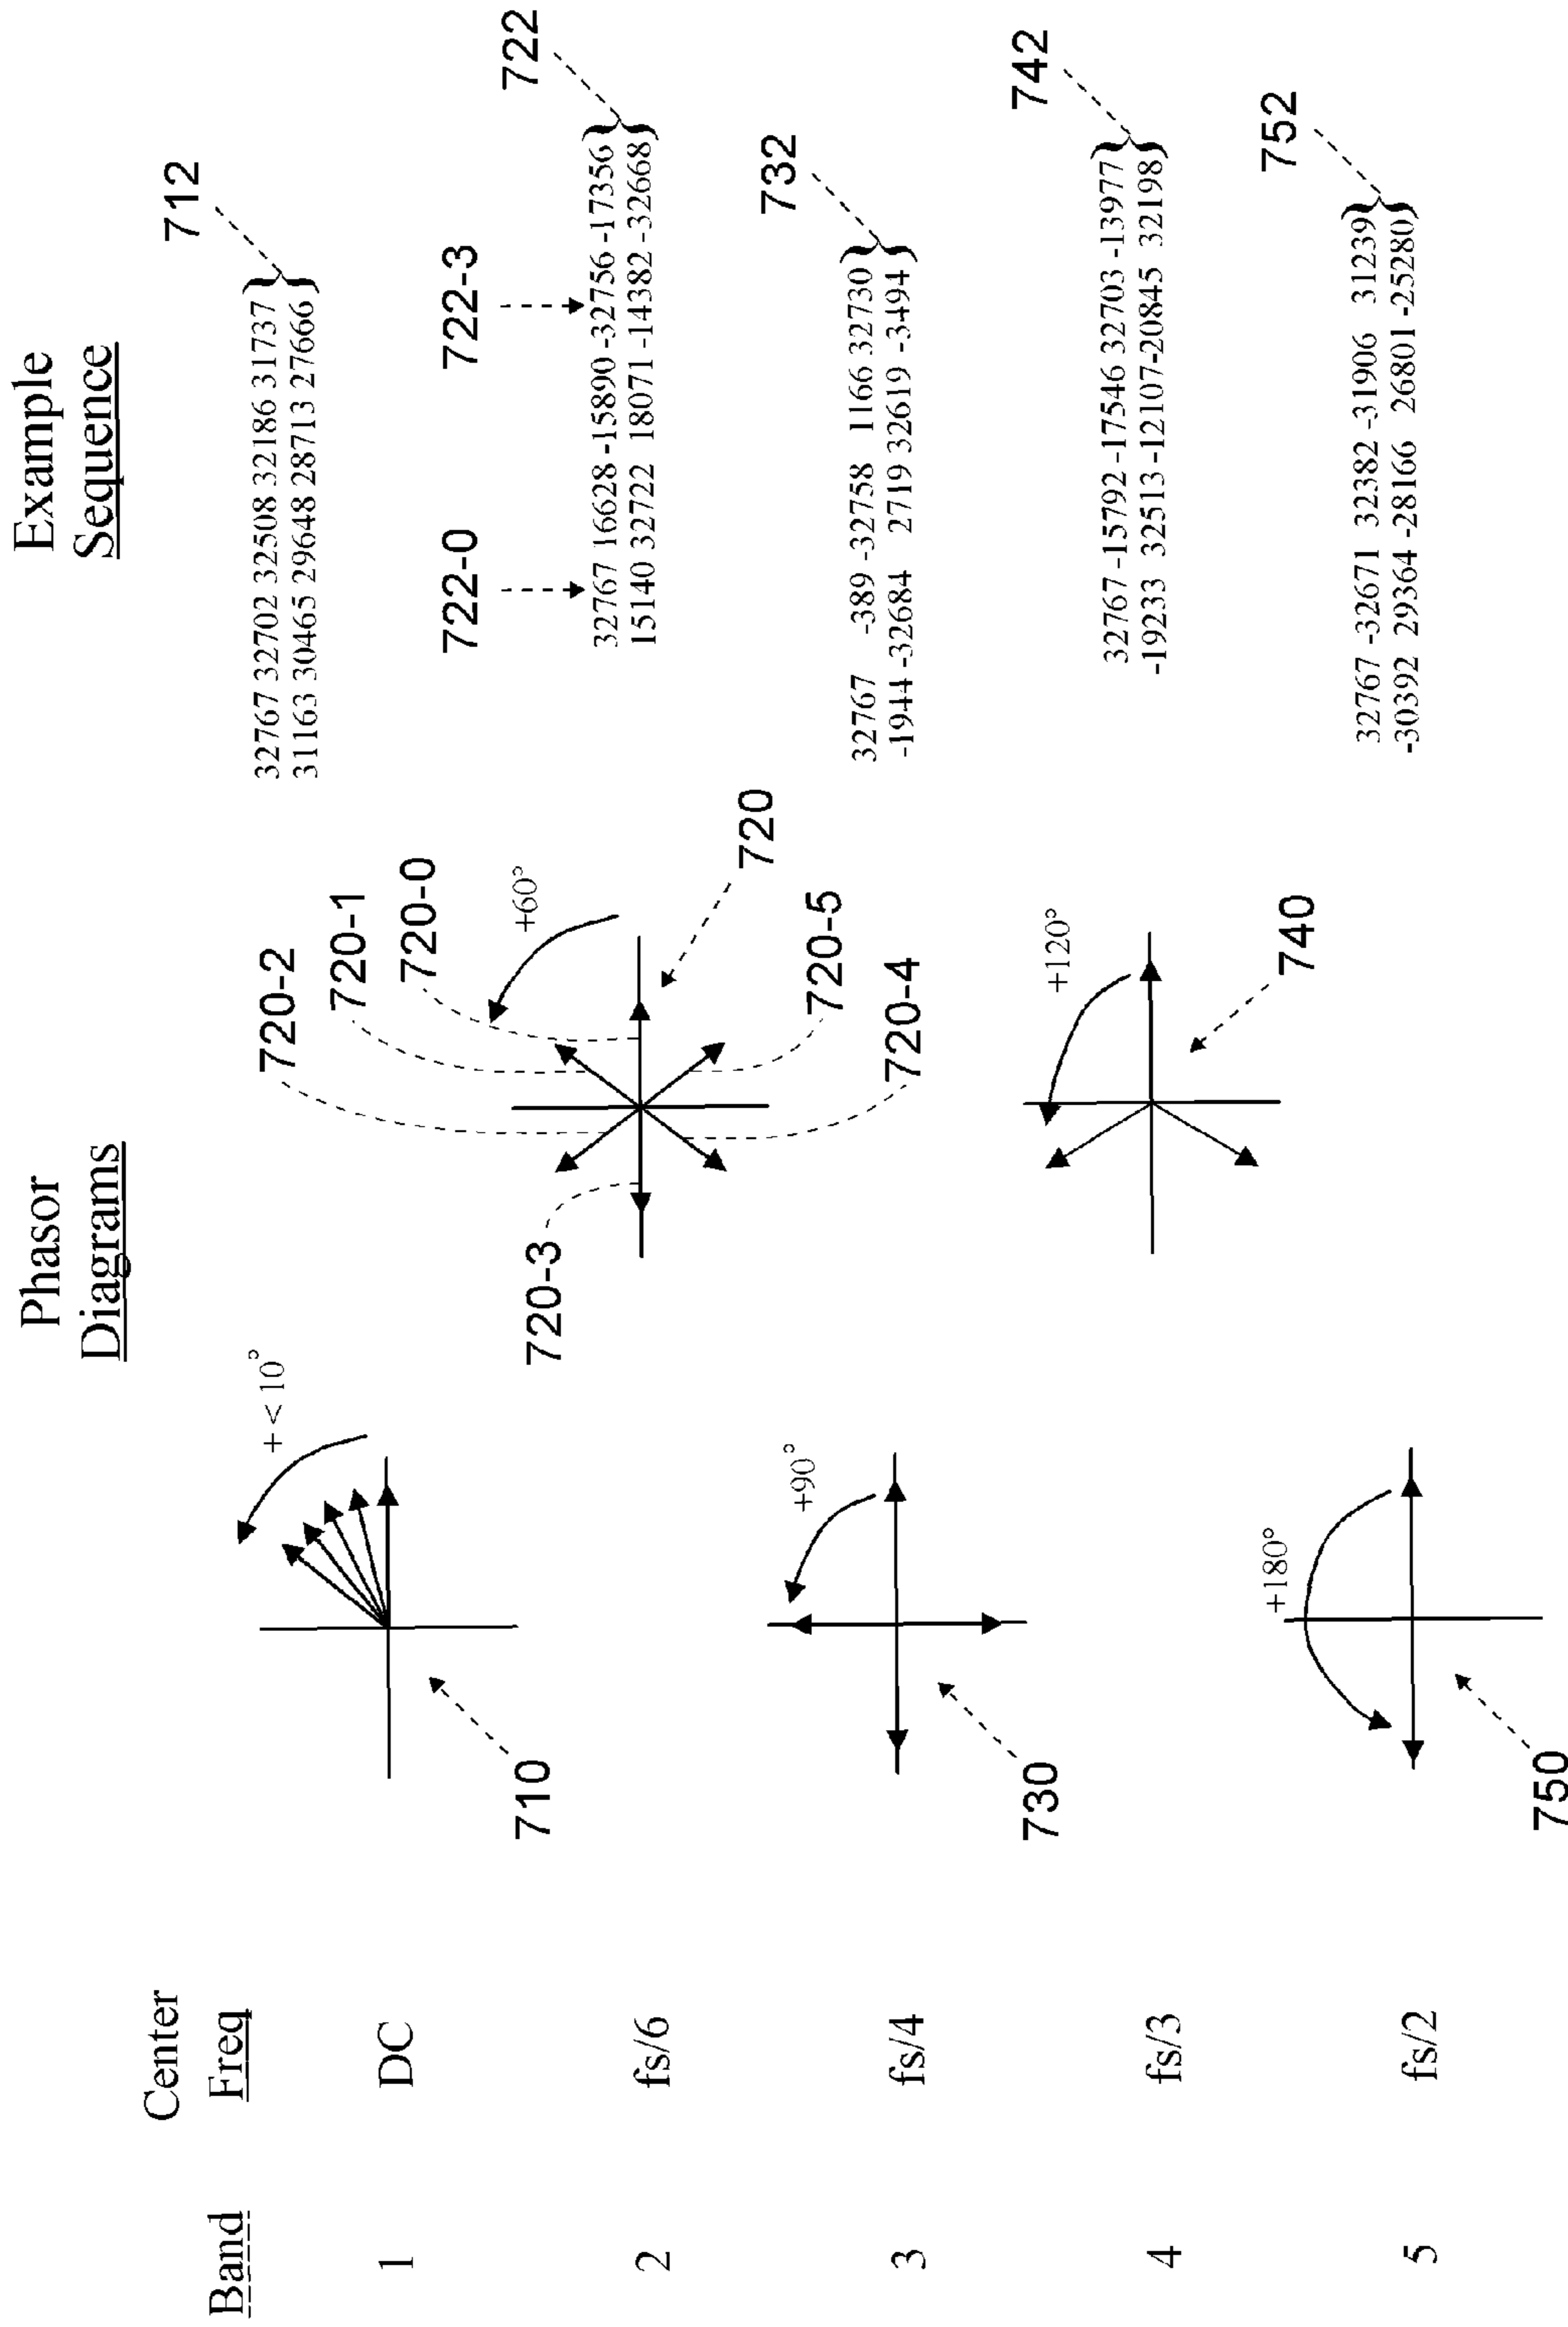 Center
Band Freq
Phasor
Diagrams
Example
Sequence
1 DC
+ < 10°
710
32767 32702 32508 32186 31737
31163 30465 29648 28713 27666
712
2 fs/6
720-2
720-1
720-0
720-3
+60°
720
720-5
720-4
722-0
722-3
722
32767 16628 -15890 -32756 -17356
15140 32722 18071 -14382 -32668
3 fs/4
+90°
730
32767 -389 -32758 1166 32730
-1944 -32684 2719 32619 -3494
732
4 fs/3
+120°
740
32767 -15792 -17546 32703 -13977
-19233 32513 -12107 -20845 32198
742
5 fs/2
+180°
750
32767 -32671 32382 -31906 31239
-30392 29364 -28166 26801 -25280
752